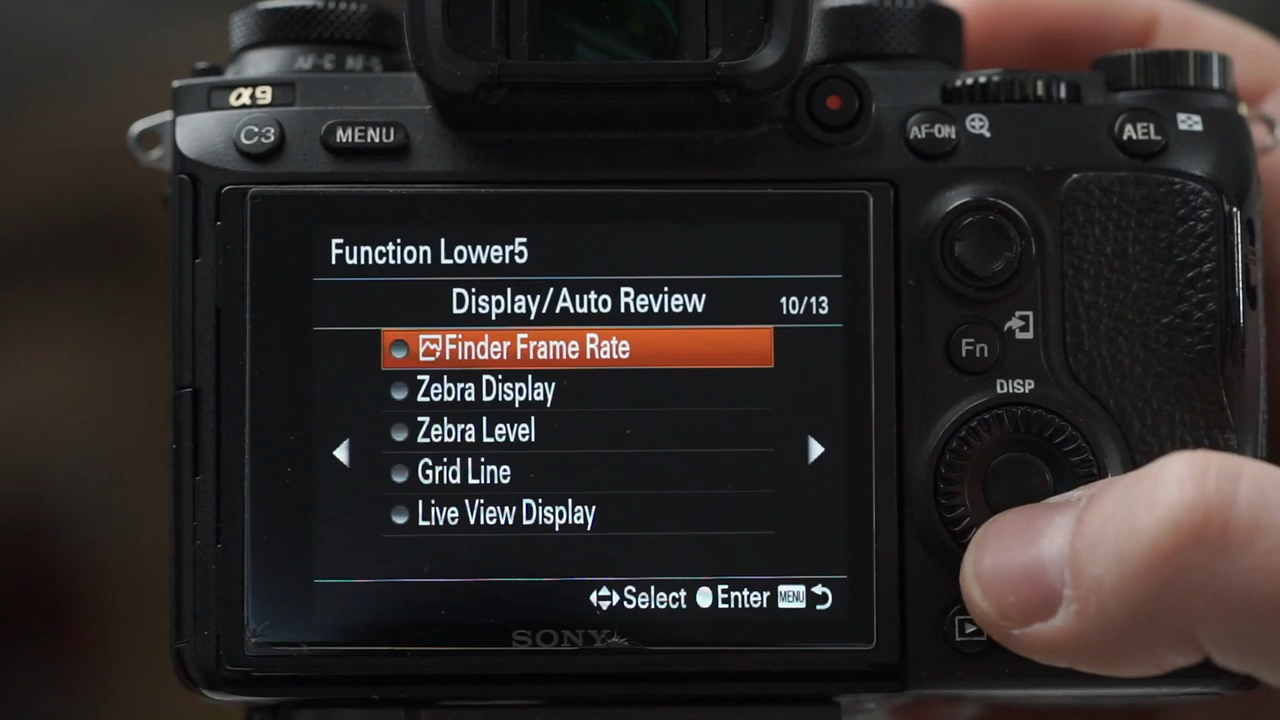 α9
C3
MENU
AF-ON
AEL
Function Lower5
Display/Auto Review 10/13
Finder Frame Rate
Zebra Display
Zebra Level
Grid Line
Live View Display
Select Enter MENU
SONY
Fn
DISP